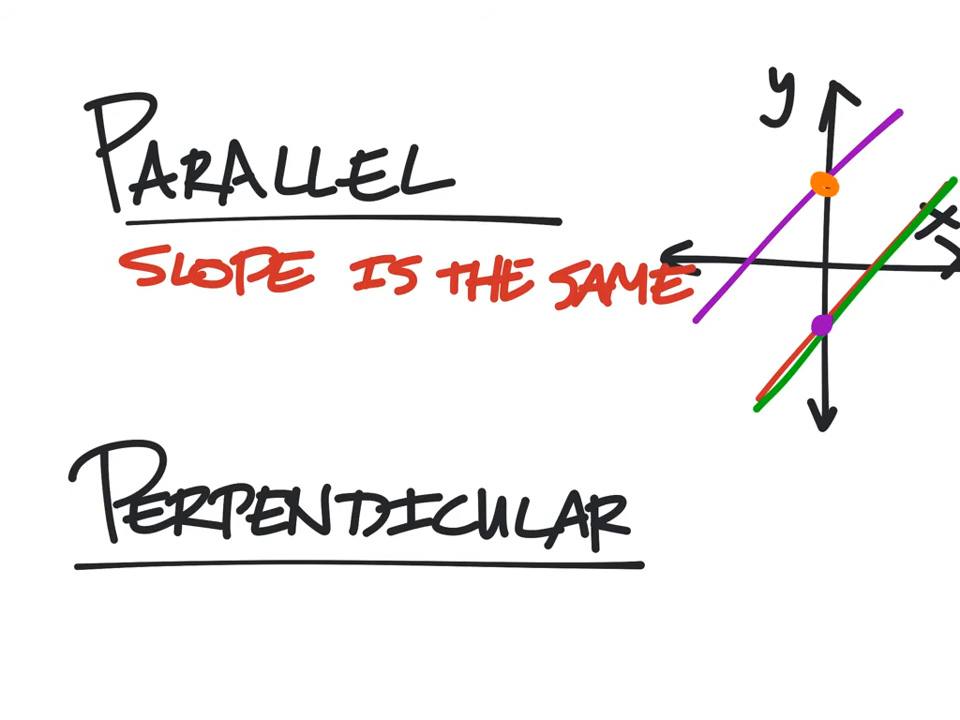 PARALLEL
SLOPE IS THE SAME
y
x
PERPENDICULAR